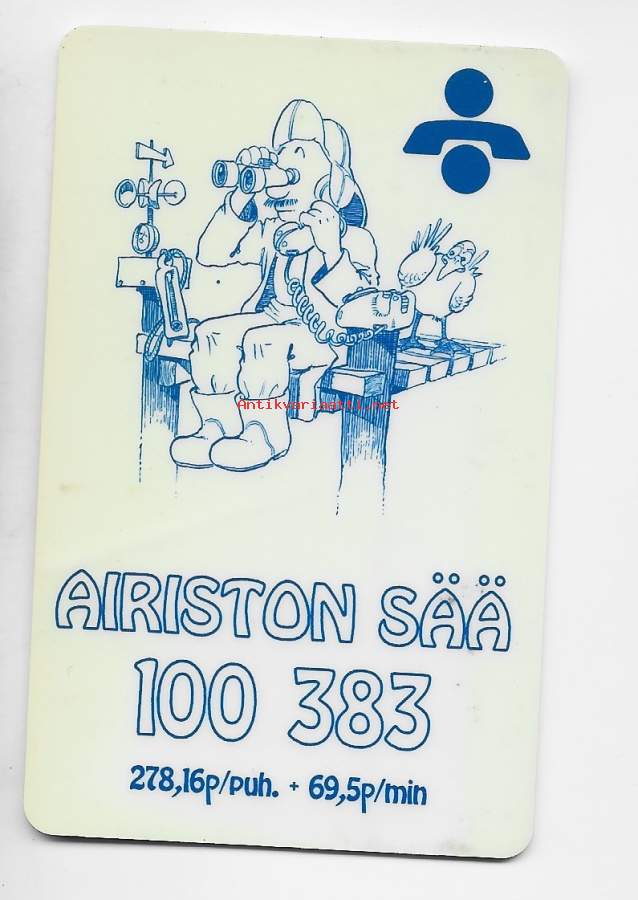 Antikvariaatti.net
AIRISTON SÄÄ
100 383
278,16p/puh. + 69,5p/min